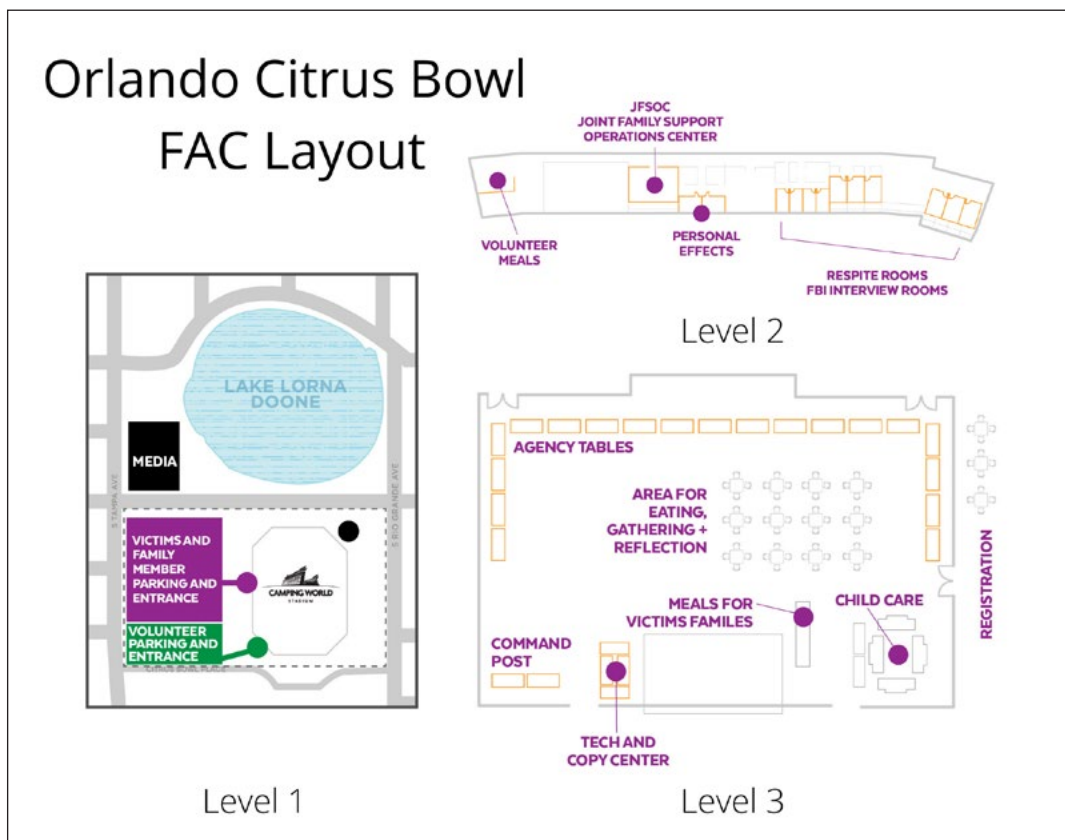 Orlando Citrus Bowl
FAC Layout
JFSOC
JOINT FAMILY SUPPORT
OPERATIONS CENTER
VOLUNTEER
MEALS
PERSONAL
EFFECTS
RESPITE ROOMS
FBI INTERVIEW ROOMS
Level 2
LAKE LORNA
DOONE
MEDIA
S TAMPA AVE
S RIO GRANDE AVE
VICTIMS AND
FAMILY
MEMBER
PARKING AND
ENTRANCE
CAMPING WORLD
STADIUM
VOLUNTEER
PARKING AND
ENTRANCE
CITRUS BOWL PLACE
Level 1
AGENCY TABLES
AREA FOR
EATING,
GATHERING +
REFLECTION
REGISTRATION
MEALS FOR
VICTIMS FAMILES
CHILD CARE
COMMAND
POST
TECH AND
COPY CENTER
Level 3